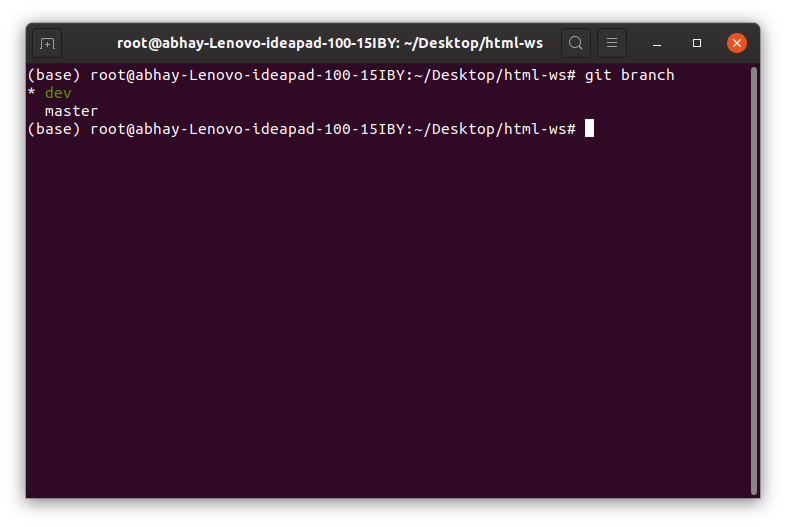 root@abhay-Lenovo-ideapad-100-15IBY: ~/Desktop/html-ws
(base) root@abhay-Lenovo-ideapad-100-15IBY:~/Desktop/html-ws# git branch
* dev
  master
(base) root@abhay-Lenovo-ideapad-100-15IBY:~/Desktop/html-ws#